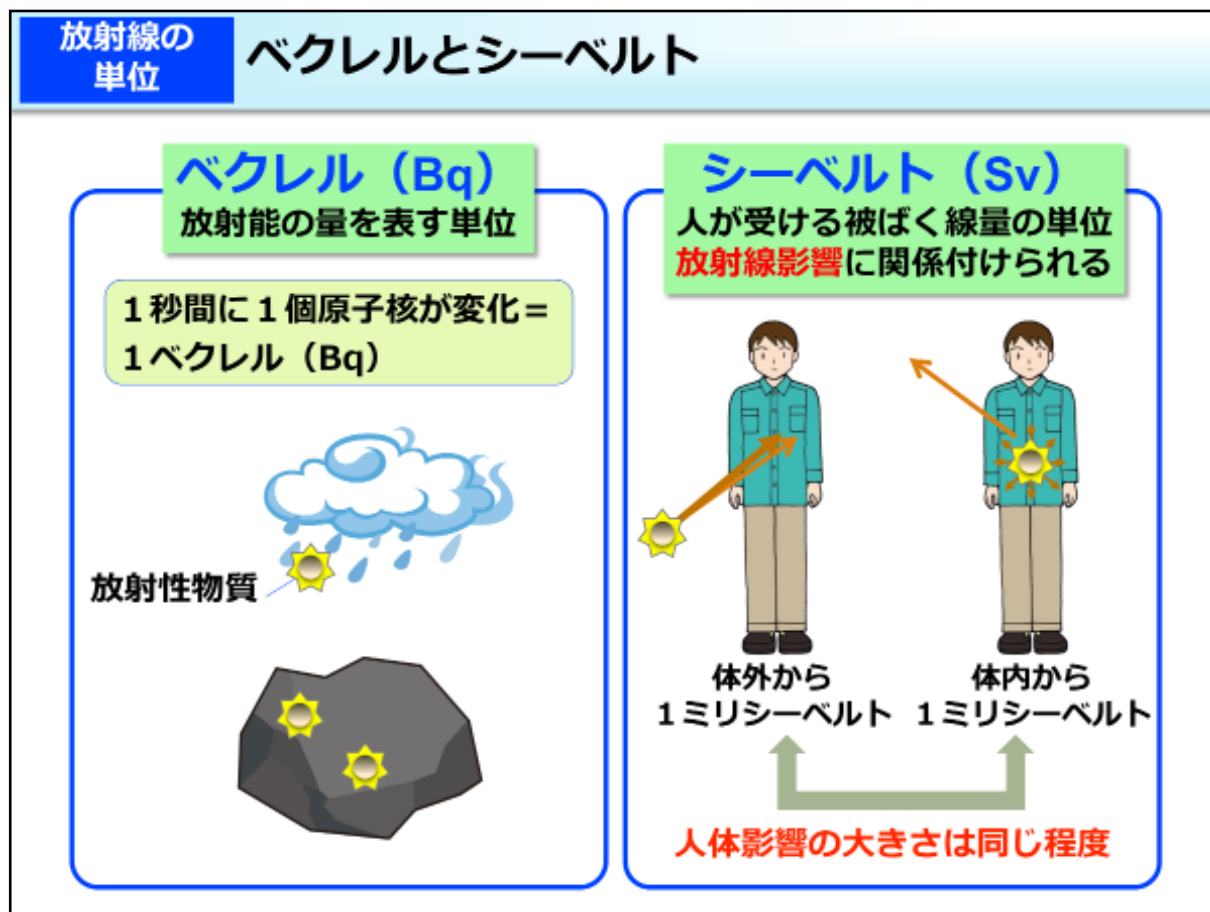 放射線の
単位
ベクレルとシーベルト
ベクレル（Bq）
放射能の量を表す単位
１秒間に１個原子核が変化＝
１ベクレル（Bq）
放射性物質
シーベルト（Sv）
人が受ける被ばく線量の単位
放射線影響に関係付けられる
体外から
１ミリシーベルト
体内から
１ミリシーベルト
人体影響の大きさは同じ程度